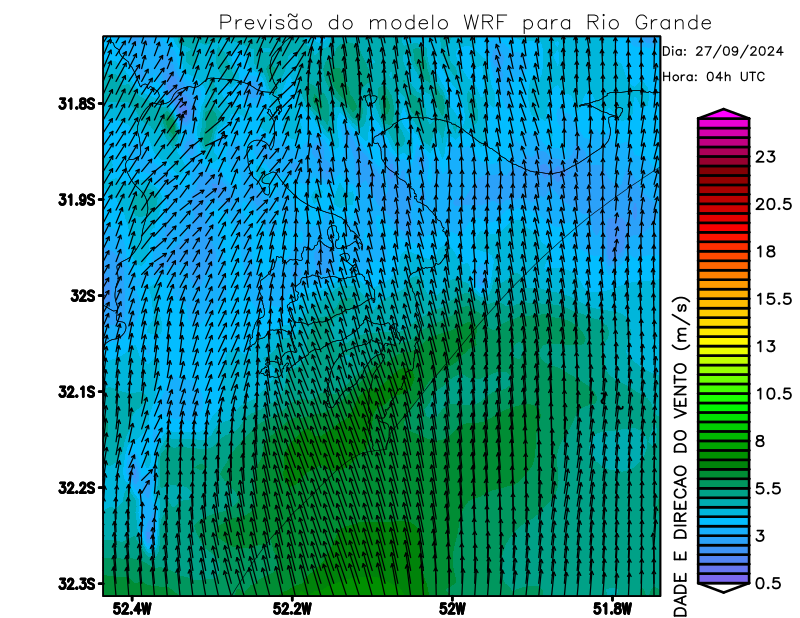 Previsão do modelo WRF para Rio Grande
Dia: 27/09/2024
Hora: 04h UTC
31.8S
31.9S
32S
32.1S
32.2S
32.3S
52.4W
52.2W
52W
51.8W
23
20.5
18
15.5
13
10.5
8
5.5
3
0.5
DADE E DIRECAO DO VENTO (m/s)